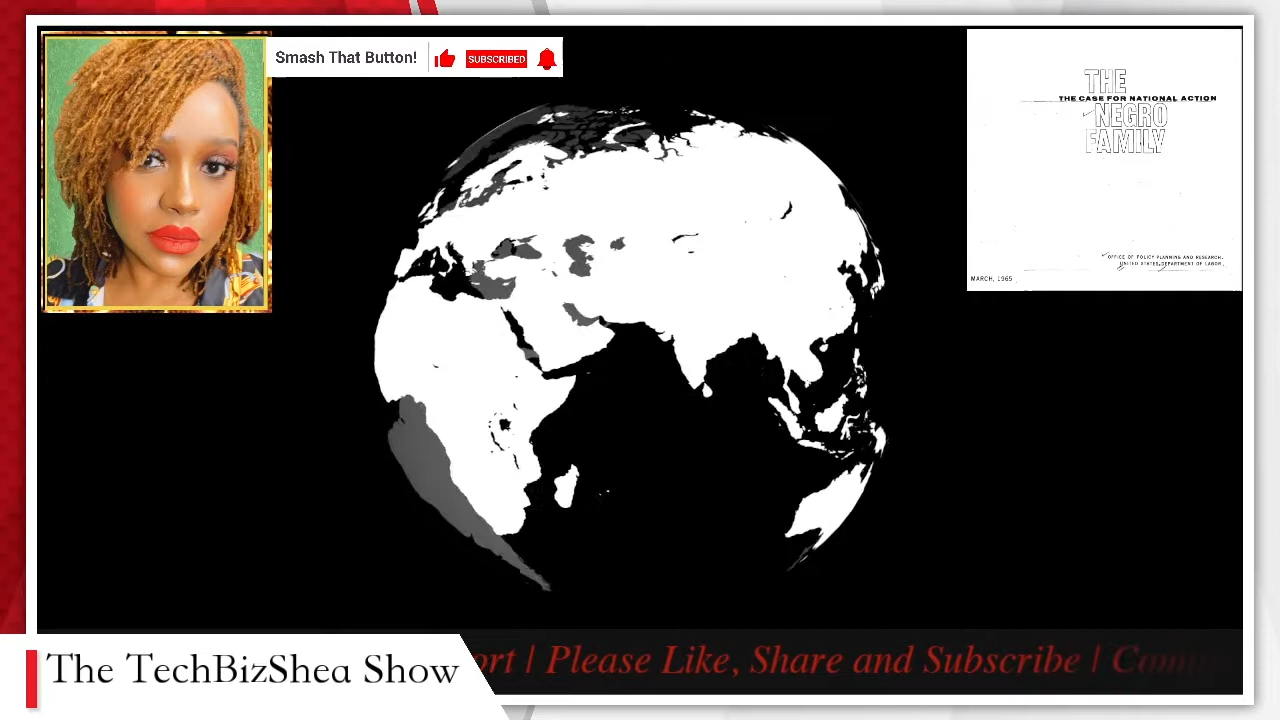 Smash That Button!
SUBSCRIBED
THE
THE CASE FOR NATIONAL ACTION
NEGRO
FAMILY
OFFICE OF POLICY PLANNING AND RESEARCH
UNITED STATES DEPARTMENT OF LABOR
MARCH, 1965
The TechBizShea Show
ort | Please Like, Share and Subscribe |